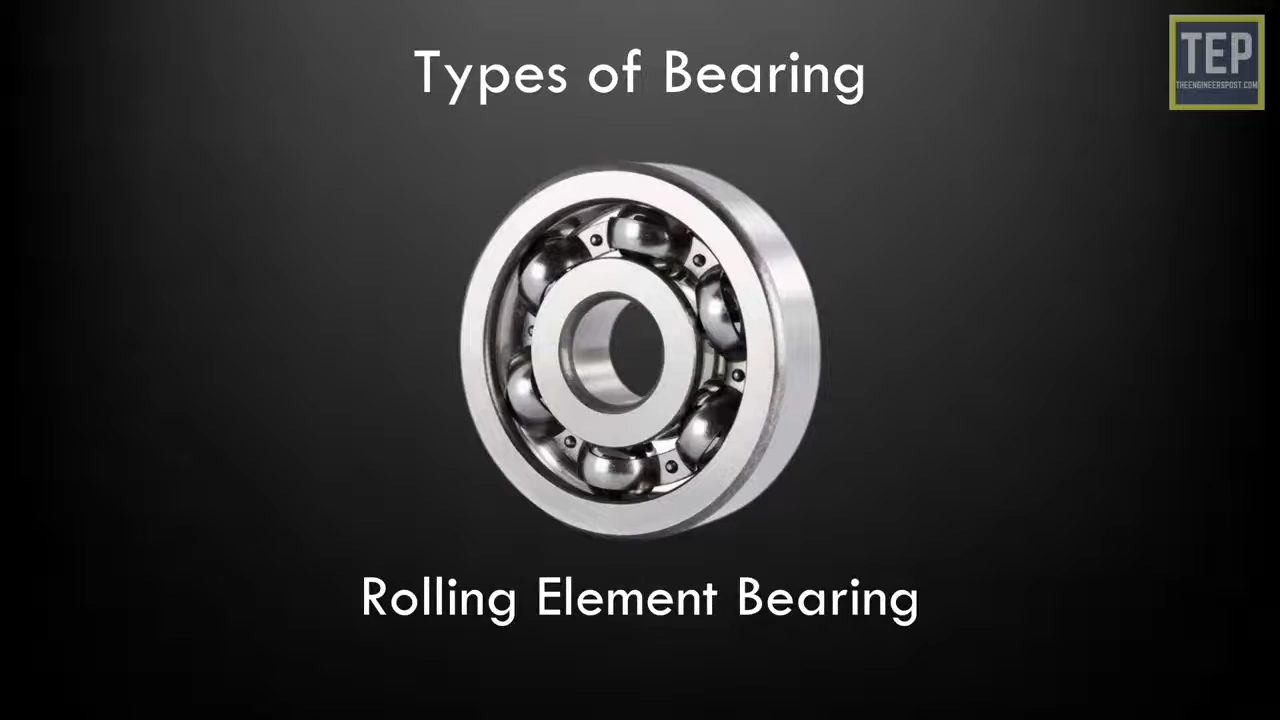 Types of Bearing
TEP
THEENGINEERSPOST.COM
Rolling Element Bearing